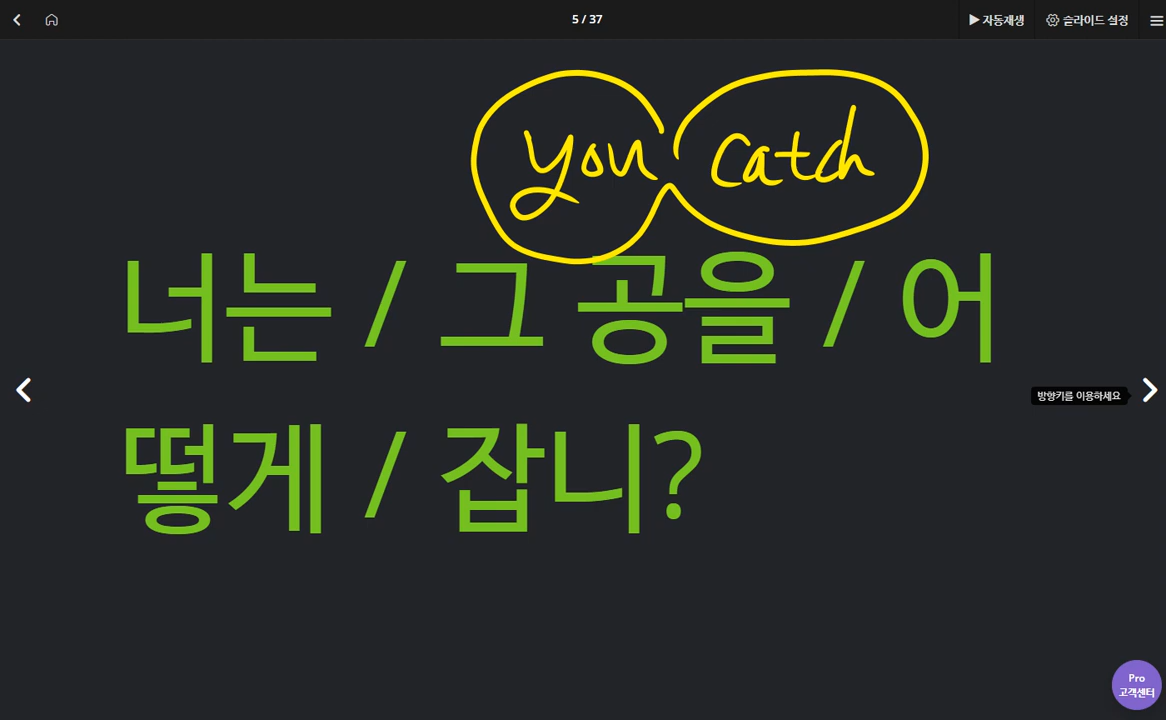 5 / 37
▶ 자동재생
슬라이드 설정
you catch
너는 / 그 공을 / 어
떻게 / 잡니?
방향키를 이용하세요
Pro
고객센터